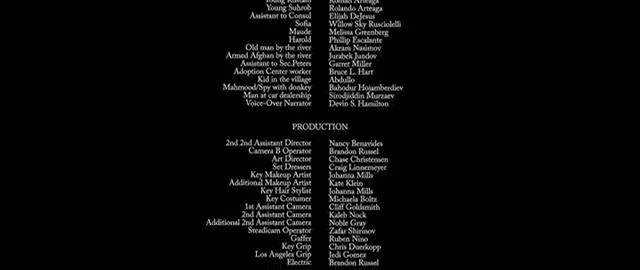 Young Rustam Roman Arteaga
Young Suhrob Rolando Arteaga
Assistant to Consul Elijah DeJesus
Sofia Willow Sky Rusciolelli
Maude Melissa Greenberg
Harold Phillip Escalante
Old man by the river Akram Nasimov
Armed Afghan by the river Jurabek Jundov
Assistant to Sec.Peters Garret Miller
Adoption Center worker Bruce L. Hart
Kid in the village Abdullo
Mahmood/Spy with donkey Bahodur Hojamberdiev
Man at car dealership Sirodjiddin Murzaev
Voice-Over Narrator Devin S. Hamilton
PRODUCTION
2nd 2nd Assistant Director Nancy Benavides
Camera B Operator Brandon Russel
Art Director Chase Christensen
Set Dressers Craig Linnemeyer
Key Makeup Artist Johanna Mills
Additional Makeup Artist Kate Klein
Key Hair Stylist Johanna Mills
Key Costumer Michaela Boltz
1st Assistant Camera Cliff Goldsmith
2nd Assistant Camera Kaleb Nock
Additional 2nd Assistant Camera Noble Gray
Steadicam Operator Zafar Shirinov
Gaffer Ruben Nino
Key Grip Chris Duerkopp
Los Angeles Grip Jedi Gomez
Electric Brandon Russel